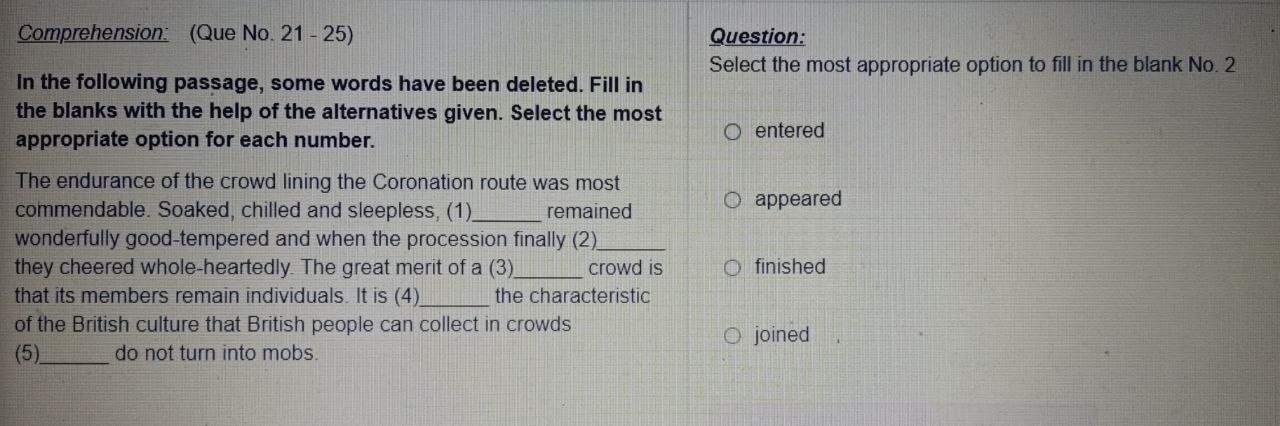 Comprehension: (Que No. 21 - 25)
In the following passage, some words have been deleted. Fill in
the blanks with the help of the alternatives given. Select the most
appropriate option for each number.
The endurance of the crowd lining the Coronation route was most
commendable. Soaked, chilled and sleepless, (1)______ remained
wonderfully good-tempered and when the procession finally (2)______
they cheered whole-heartedly. The great merit of a (3)______ crowd is
that its members remain individuals. It is (4)______ the characteristic
of the British culture that British people can collect in crowds
(5)______ do not turn into mobs.
Question:
Select the most appropriate option to fill in the blank No. 2
entered
appeared
finished
joined